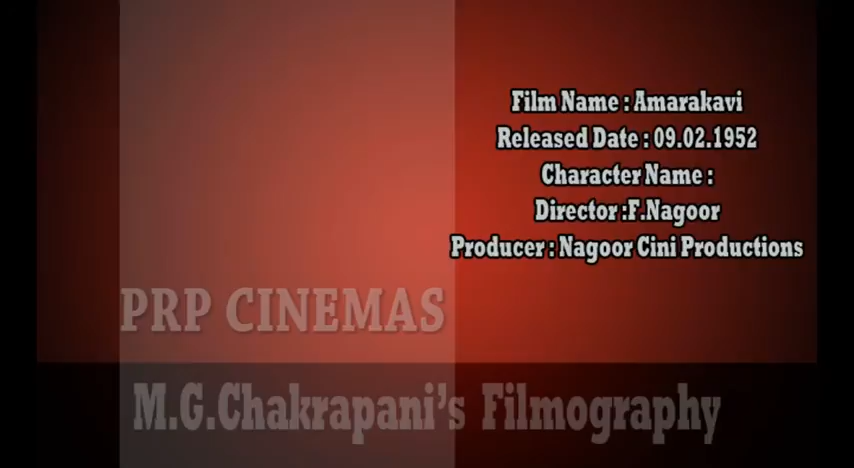 Film Name : Amarakavi
Released Date : 09.02.1952
Character Name :
Director :F.Nagoor
Producer : Nagoor Cini Productions
PRP CINEMAS
M.G.Chakrapani's Filmography